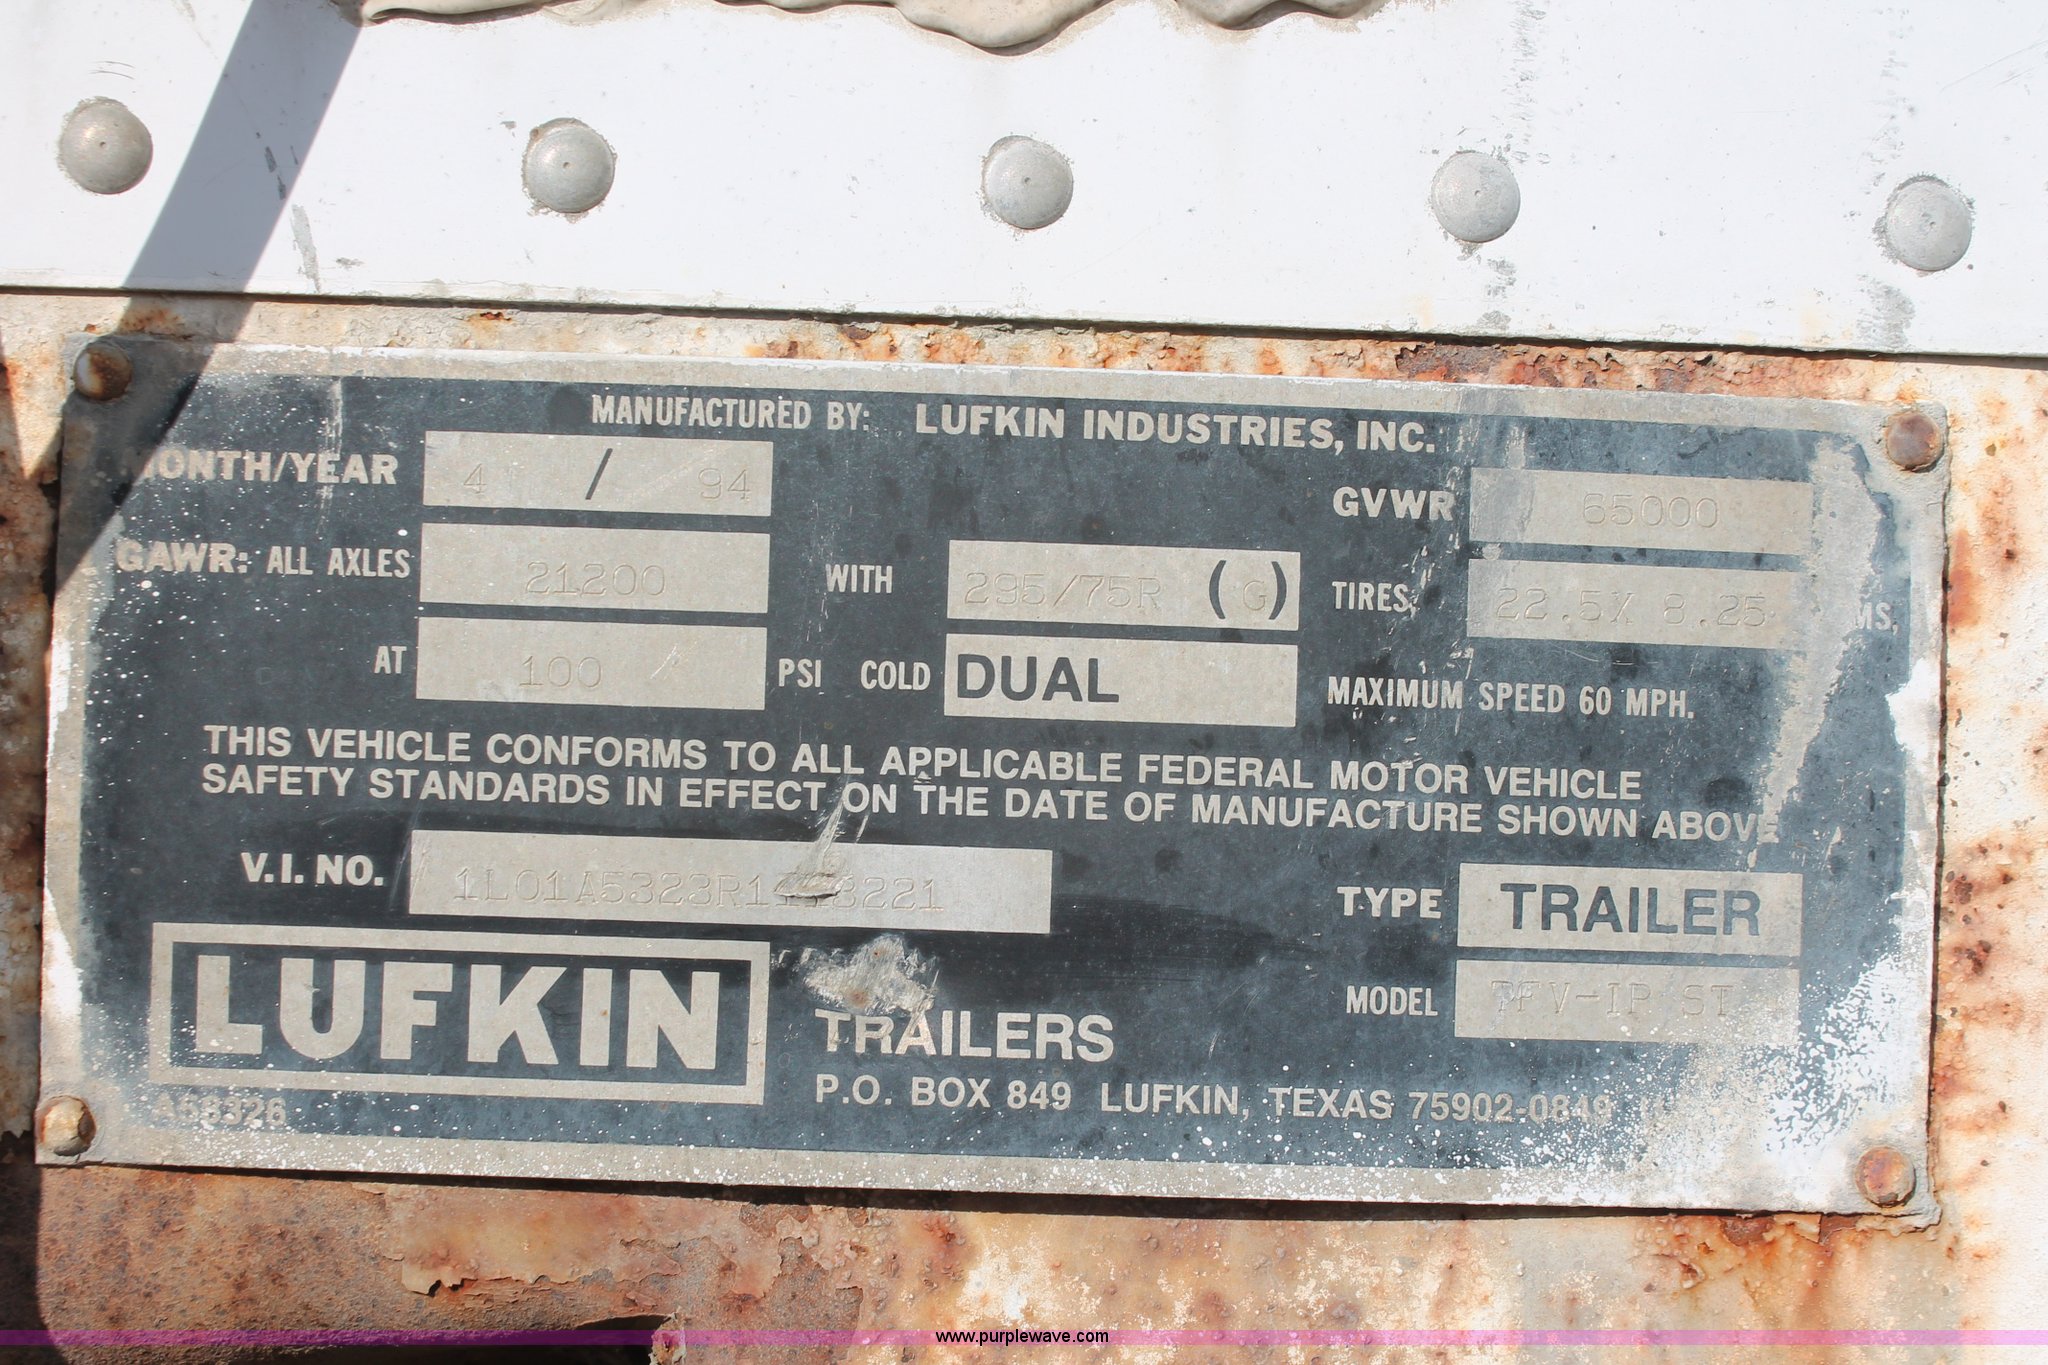 MANUFACTURED BY: LUFKIN INDUSTRIES, INC.
MONTH/YEAR 4 / 94 GVWR 65000
GAWR: ALL AXLES 21200 WITH 295/75R (G) TIRES, 22.5X 8.25
AT 100 PSI COLD DUAL MAXIMUM SPEED 60 MPH.
THIS VEHICLE CONFORMS TO ALL APPLICABLE FEDERAL MOTOR VEHICLE
SAFETY STANDARDS IN EFFECT ON THE DATE OF MANUFACTURE SHOWN ABOVE
V.I. NO. TYPE TRAILER
MODEL ST
LUFKIN TRAILERS
P.O. BOX 849 LUFKIN, TEXAS 75902-0849
A58326
www.purplewave.com